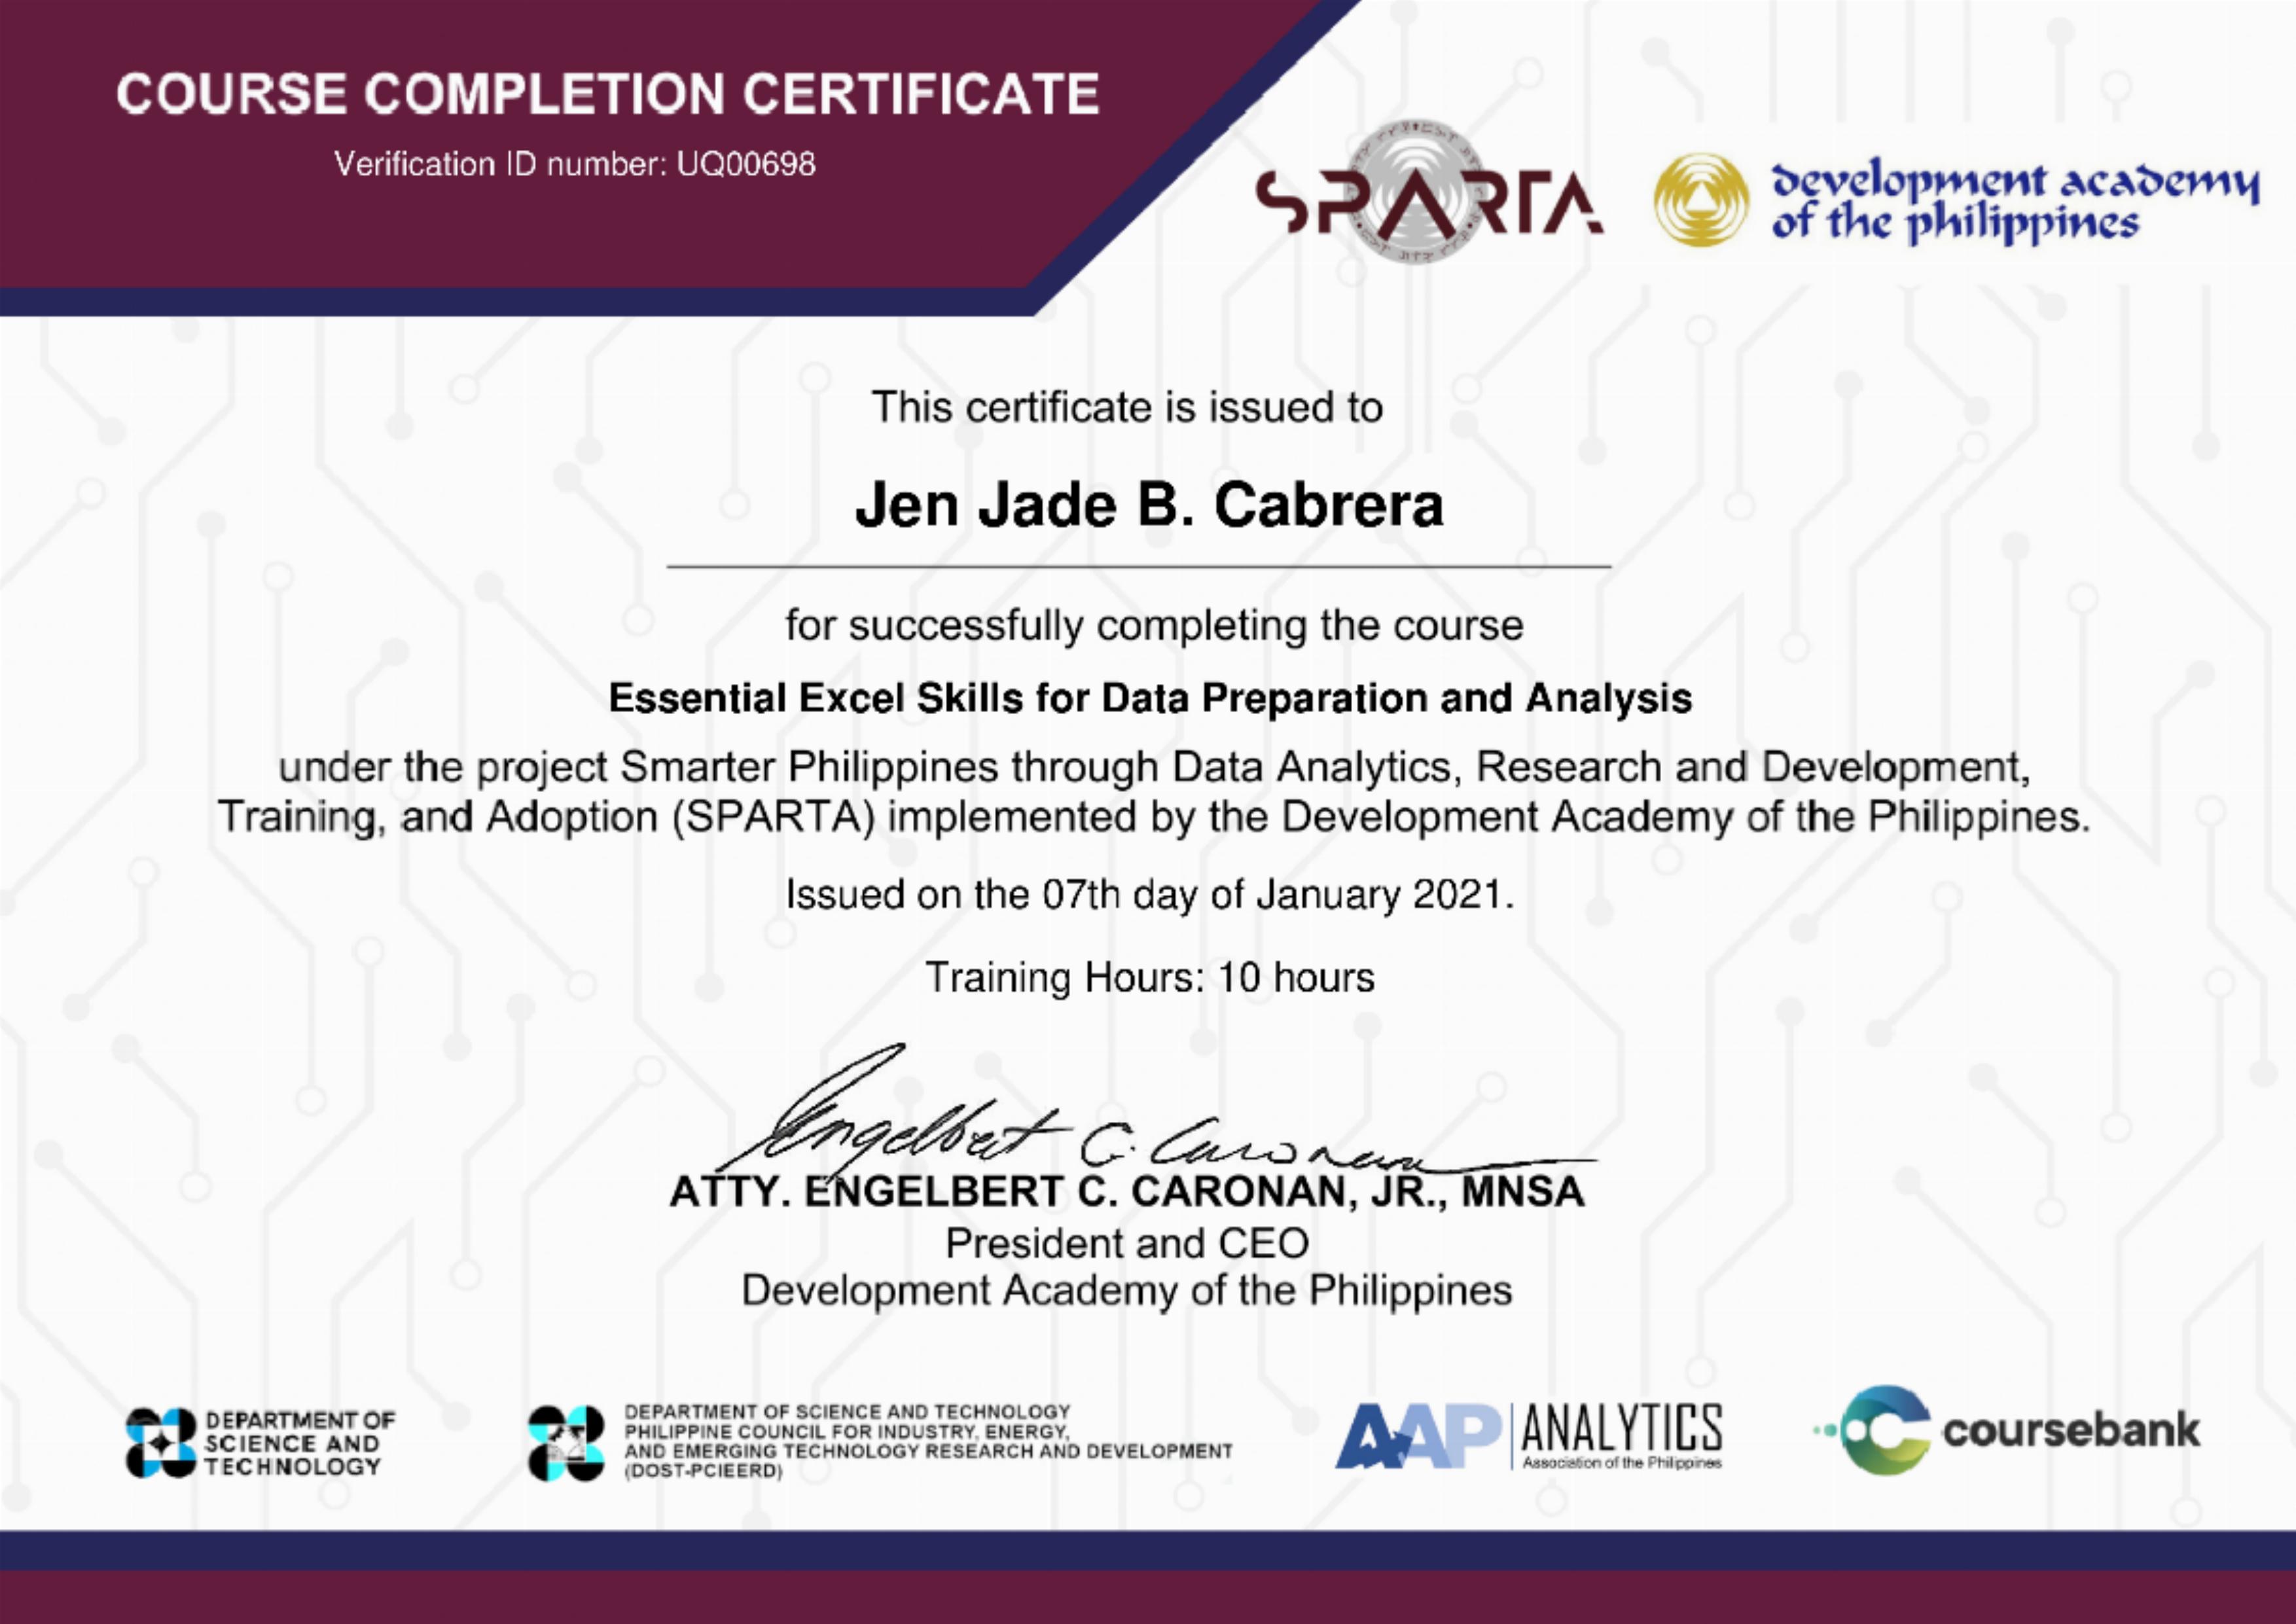 COURSE COMPLETION CERTIFICATE
Verification ID number: UQ00698
SPARTA
development academy
of the philippines
This certificate is issued to
Jen Jade B. Cabrera
for successfully completing the course
Essential Excel Skills for Data Preparation and Analysis
under the project Smarter Philippines through Data Analytics, Research and Development,
Training, and Adoption (SPARTA) implemented by the Development Academy of the Philippines.
Issued on the 07th day of January 2021.
Training Hours: 10 hours
Engelbert C. Caronan
ATTY. ENGELBERT C. CARONAN, JR., MNSA
President and CEO
Development Academy of the Philippines
DEPARTMENT OF
SCIENCE AND
TECHNOLOGY
DEPARTMENT OF SCIENCE AND TECHNOLOGY
PHILIPPINE COUNCIL FOR INDUSTRY, ENERGY,
AND EMERGING TECHNOLOGY RESEARCH AND DEVELOPMENT
(DOST-PCIEERD)
AAP ANALYTICS
Association of the Philippines
coursebank